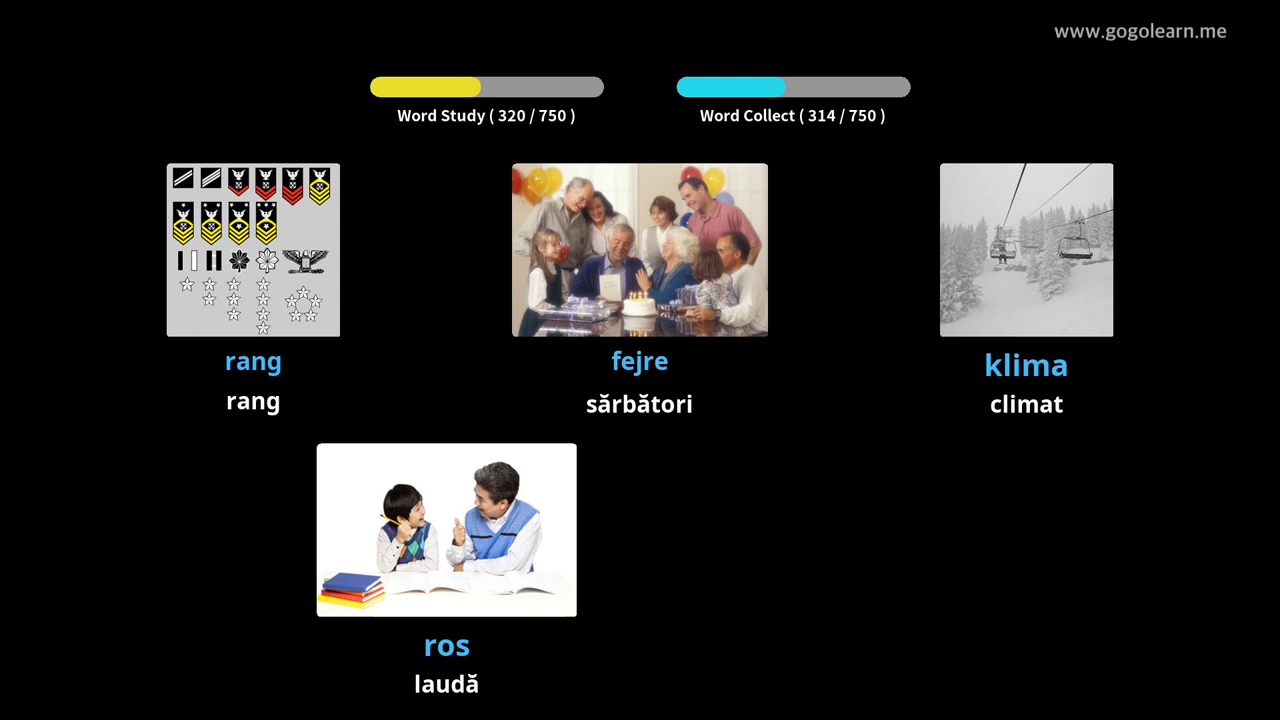 www.gogolearn.me
Word Study ( 320 / 750 )
Word Collect ( 314 / 750 )
rang
rang
fejre
sărbători
klima
climat
ros
laudă